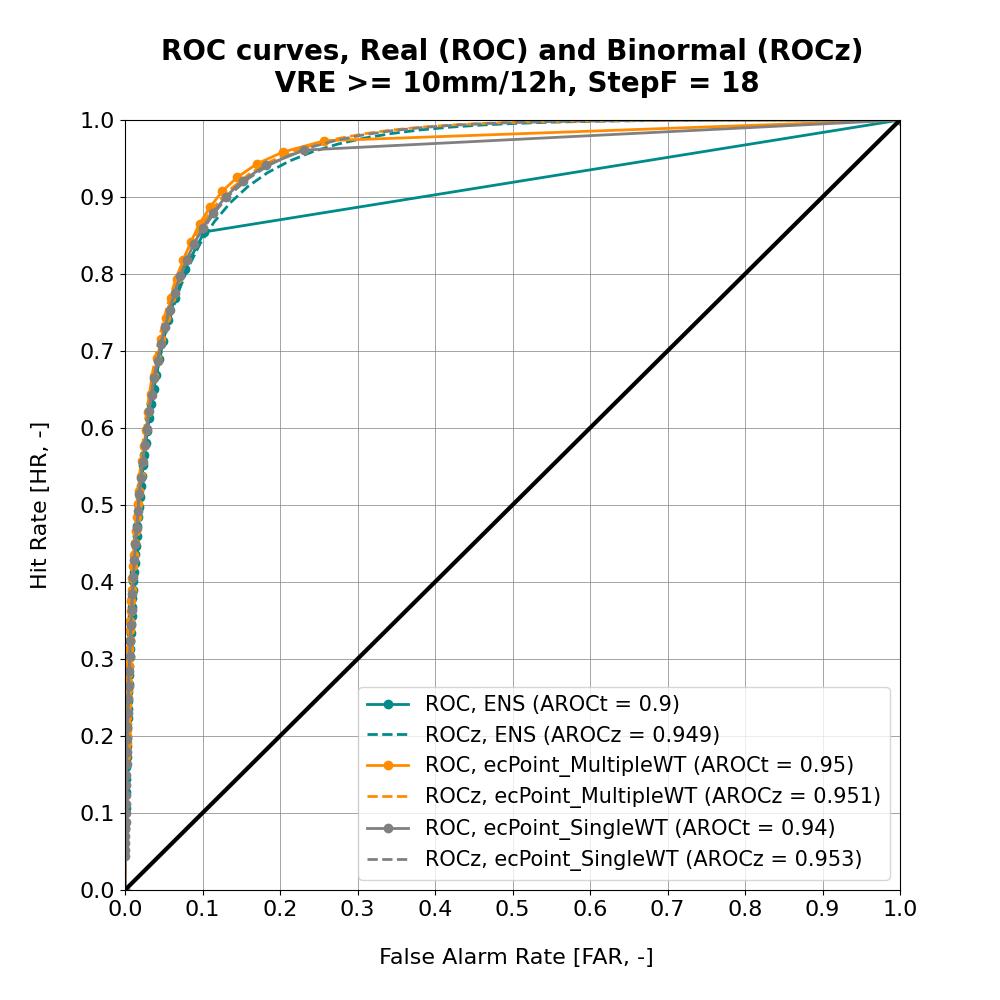 ROC curves, Real (ROC) and Binormal (ROCz)
VRE >= 10mm/12h, StepF = 18
1.0
0.9
0.8
0.7
0.6
0.5
0.4
0.3
0.2
0.1
0.0
Hit Rate [HR, -]
ROC, ENS (AROCt = 0.9)
ROCz, ENS (AROCz = 0.949)
ROC, ecPoint_MultipleWT (AROCt = 0.95)
ROCz, ecPoint_MultipleWT (AROCz = 0.951)
ROC, ecPoint_SingleWT (AROCt = 0.94)
ROCz, ecPoint_SingleWT (AROCz = 0.953)
0.0 0.1 0.2 0.3 0.4 0.5 0.6 0.7 0.8 0.9 1.0
False Alarm Rate [FAR, -]